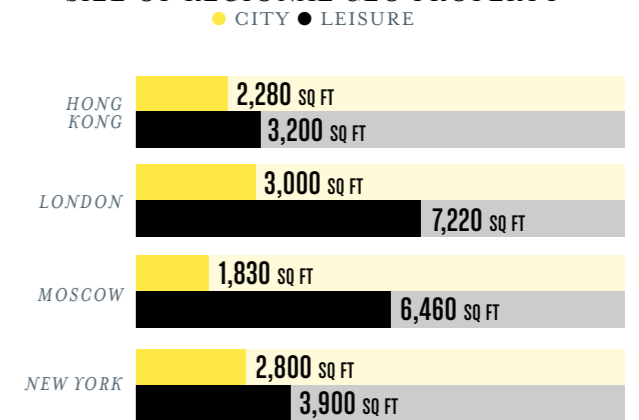 CITY LEISURE
HONG
KONG
2,280 SQ FT
3,200 SQ FT
LONDON
3,000 SQ FT
7,220 SQ FT
MOSCOW
1,830 SQ FT
6,460 SQ FT
NEW YORK
2,800 SQ FT
3,900 SQ FT